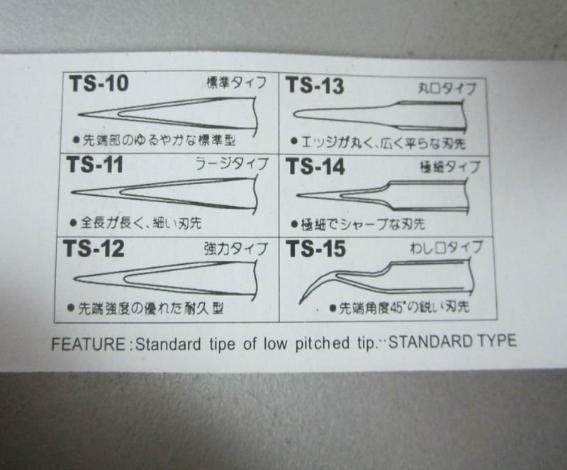 TS-10 標準タイプ
●先端部のゆるやかな標準型
TS-13 丸口タイプ
●エッジが丸く、広く平らな刃先
TS-11 ラージタイプ
●全長が長く、細い刃先
TS-14 極細タイプ
●極細でシャープな刃先
TS-12 強力タイプ
●先端強度の優れた耐久型
TS-15 わし口タイプ
●先端角度45°の鋭い刃先
FEATURE:Standard tipe of low pitched tip.··STANDARD TYPE